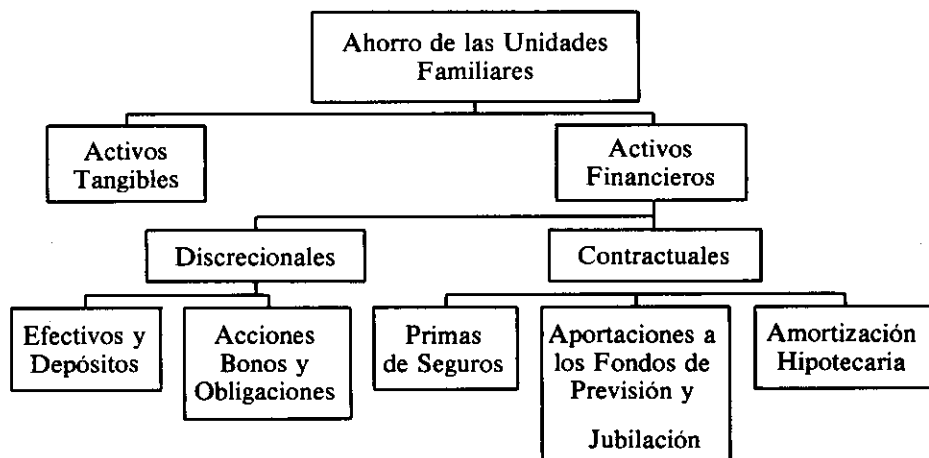 Ahorro de las Unidades
Familiares
Activos
Tangibles
Activos
Financieros
Discrecionales
Contractuales
Efectivos y
Depósitos
Acciones
Bonos y
Obligaciones
Primas
de Seguros
Aportaciones a
los Fondos de
Previsión y
Jubilación
Amortización
Hipotecaria